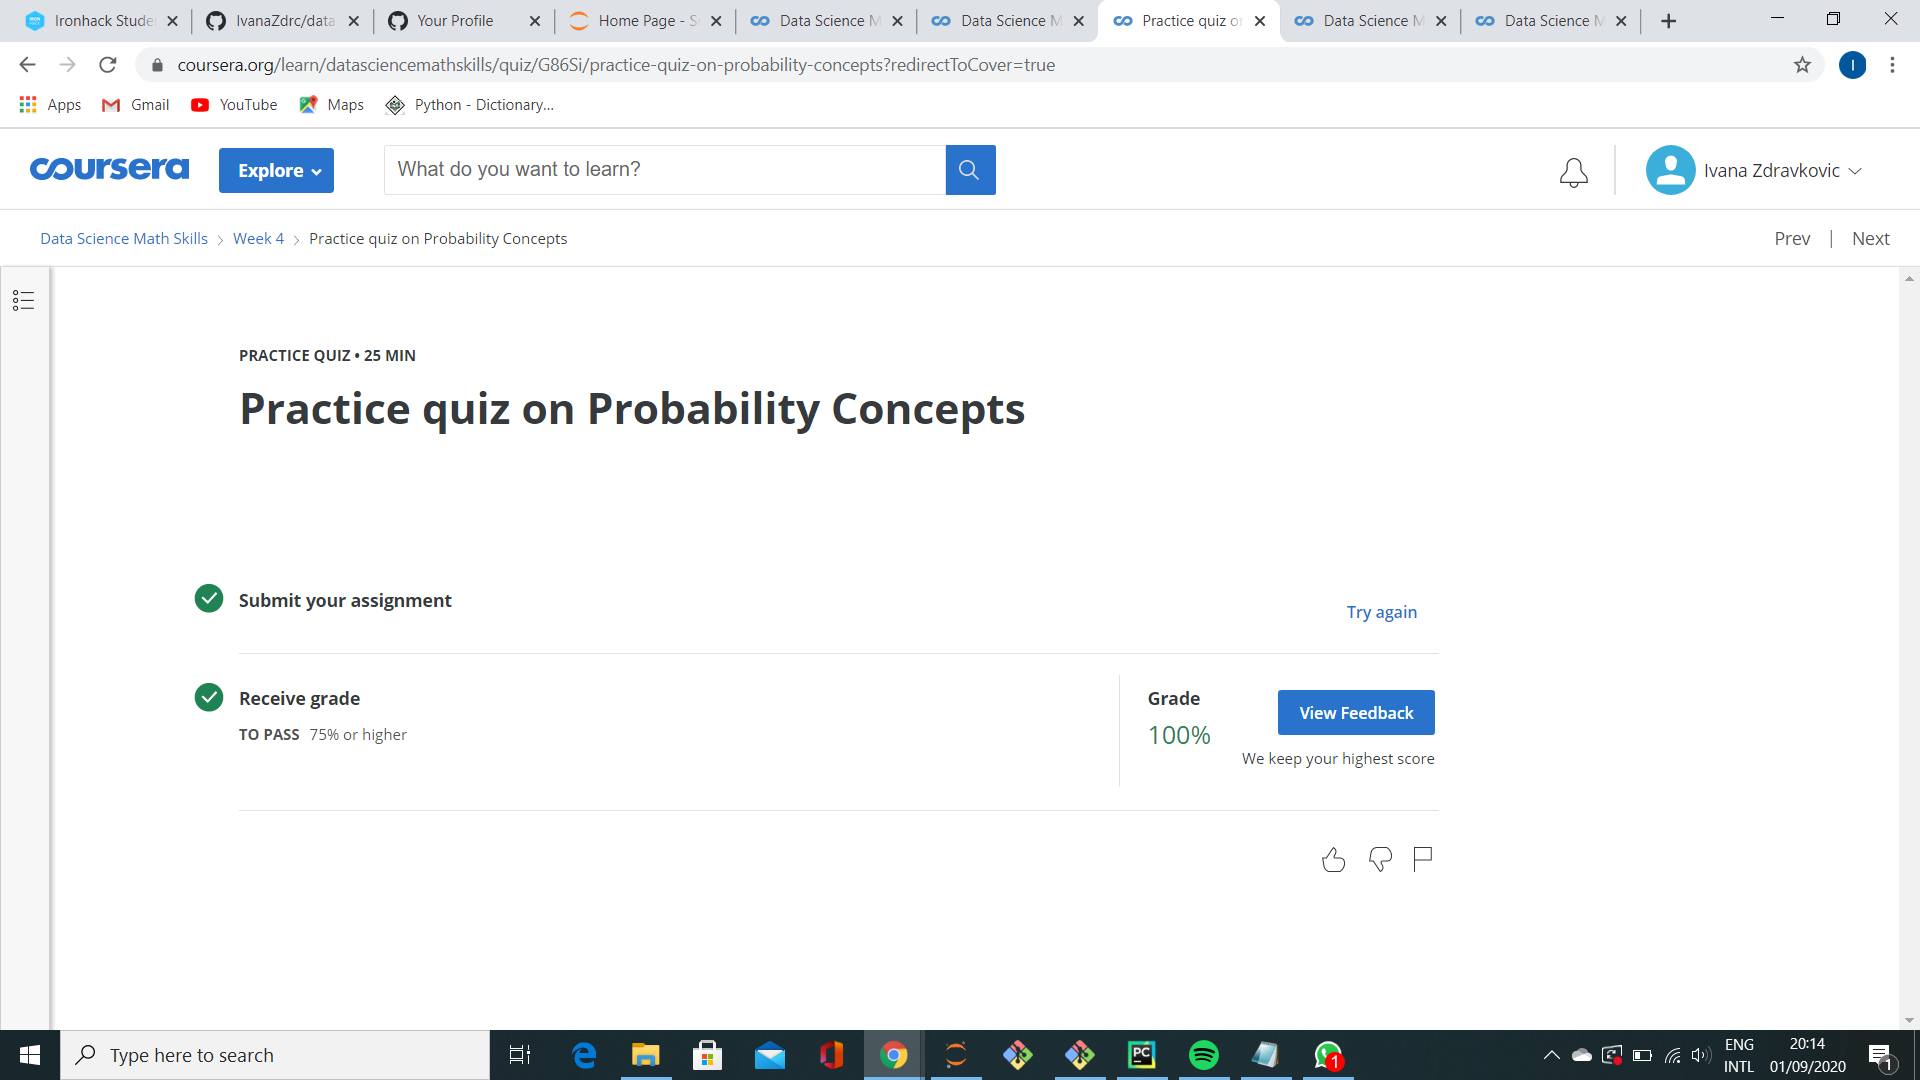 Ironhack Stude
IvanaZdrc/data
Your Profile
Home Page - S
Data Science M
Data Science M
Practice quiz o
Data Science M
Data Science M
coursera.org/learn/datasciencemathskills/quiz/G86Si/practice-quiz-on-probability-concepts?redirectToCover=true
I
Apps
Gmail
YouTube
Maps
Python - Dictionary...
coursera
Explore
What do you want to learn?
Ivana Zdravkovic
Data Science Math Skills
Week 4
Practice quiz on Probability Concepts
Prev
Next
PRACTICE QUIZ • 25 MIN
Practice quiz on Probability Concepts
Submit your assignment
Try again
Receive grade
TO PASS 75% or higher
Grade
100%
View Feedback
We keep your highest score
Type here to search
PC
1
ENG
INTL
20:14
01/09/2020
1